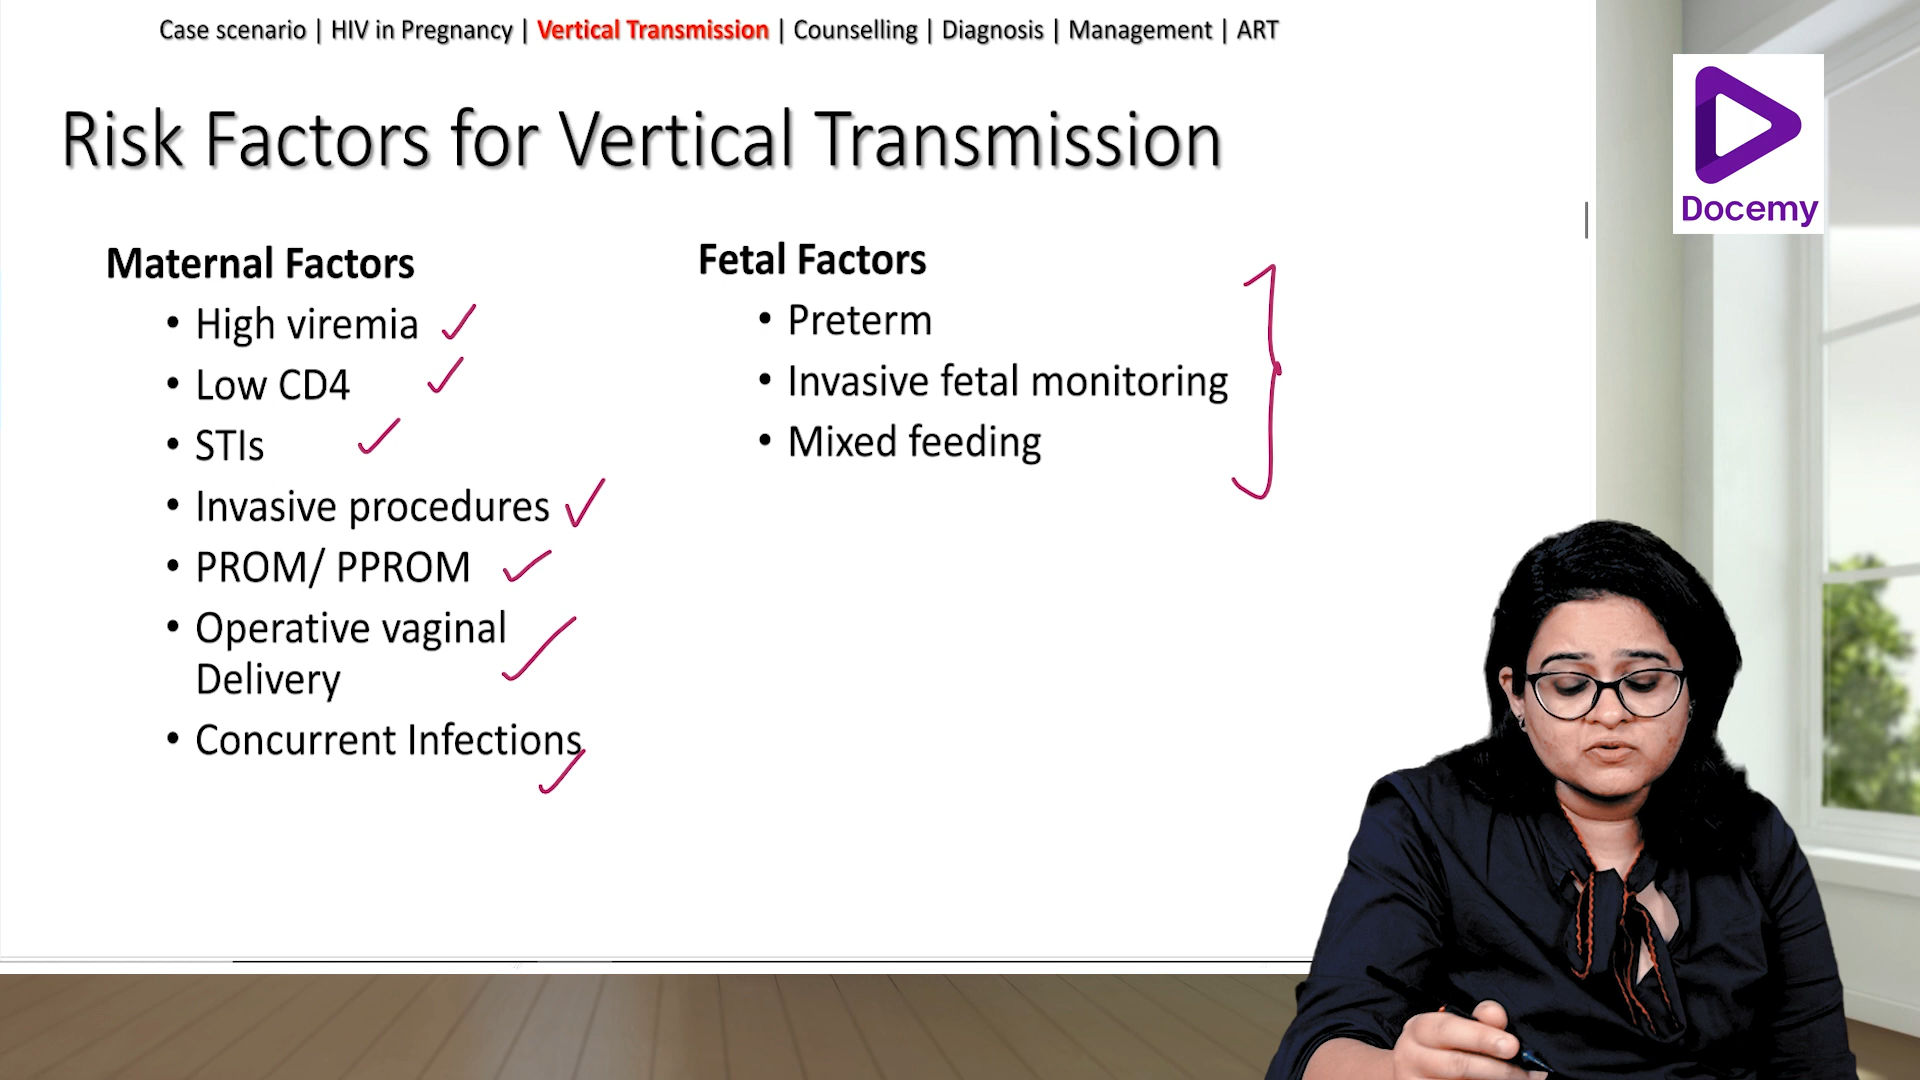 Case scenario | HIV in Pregnancy | Vertical Transmission | Counselling | Diagnosis | Management | ART
Risk Factors for Vertical Transmission
Maternal Factors
• High viremia
• Low CD4
• STIs
• Invasive procedures
• PROM/ PPROM
• Operative vaginal
Delivery
• Concurrent Infections
Fetal Factors
• Preterm
• Invasive fetal monitoring
• Mixed feeding
Docemy